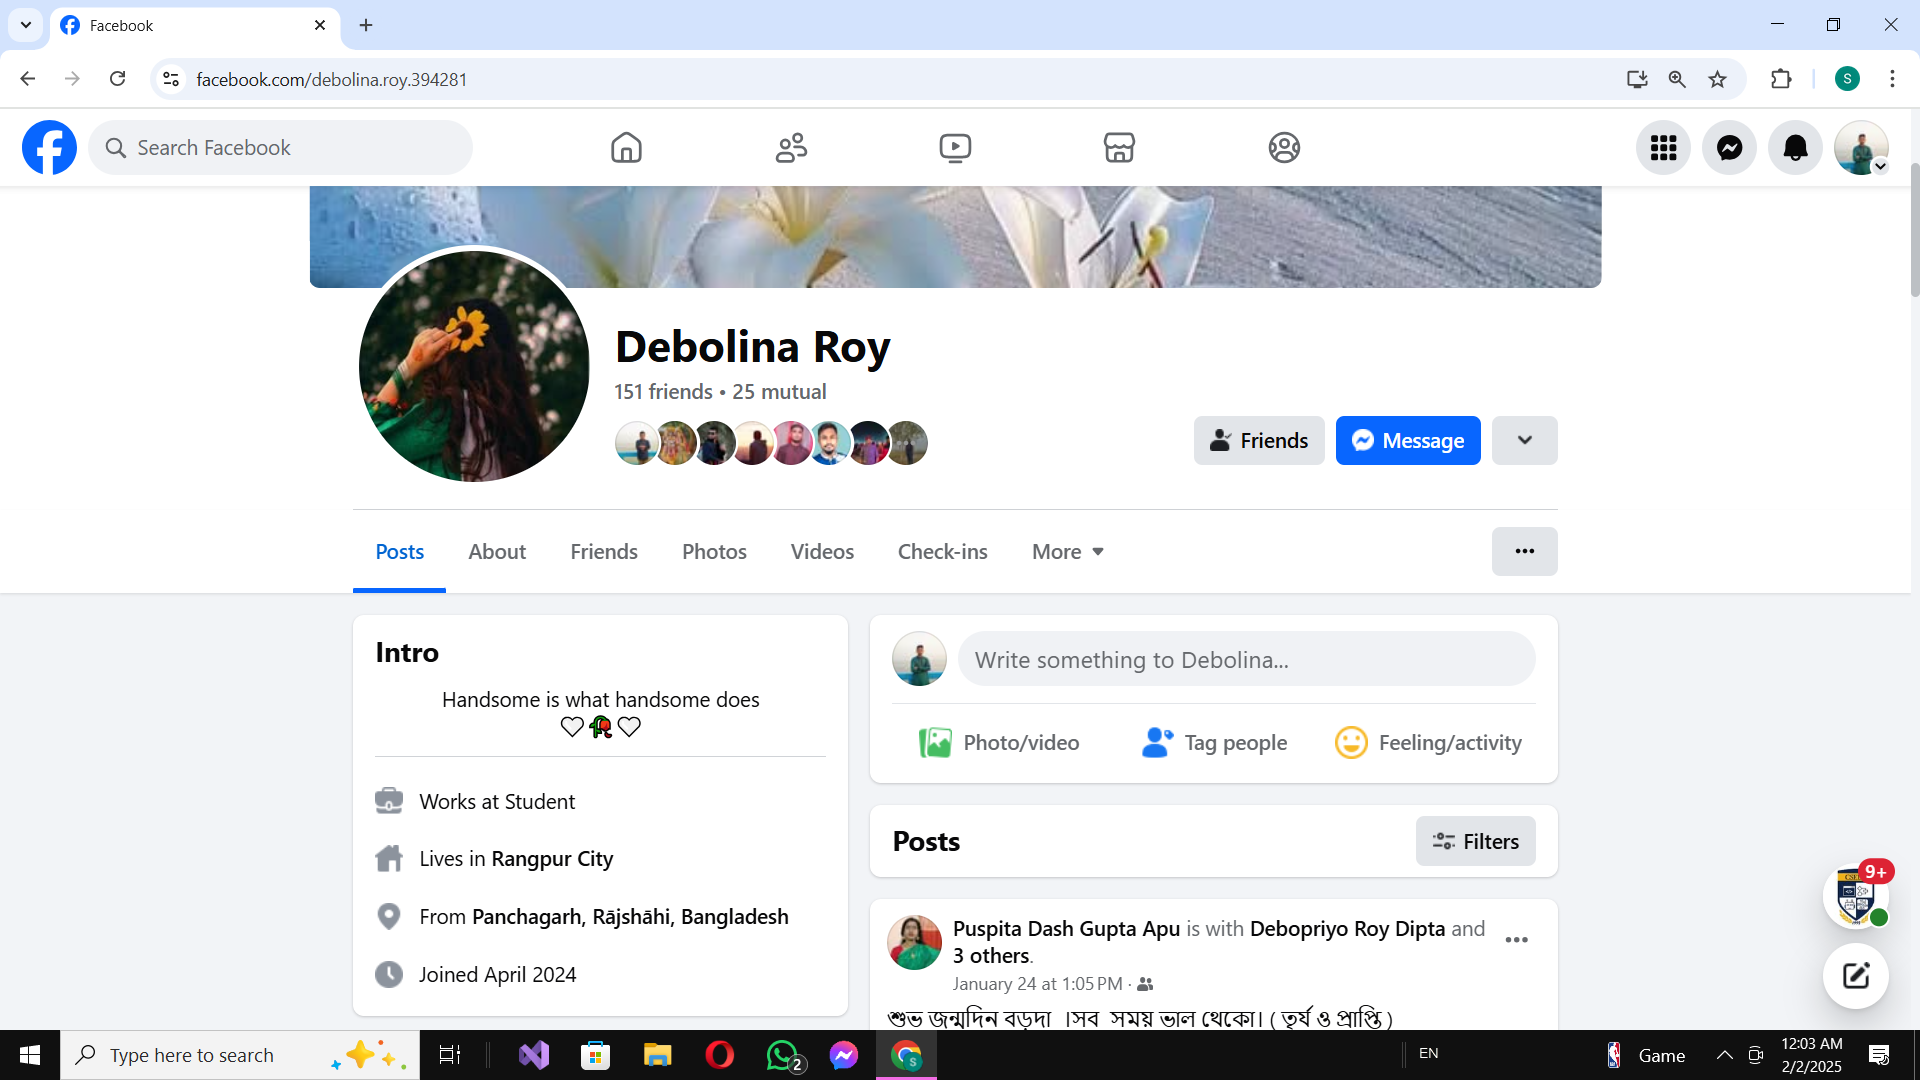 Facebook
facebook.com/debolina.roy.394281
S
Search Facebook
Debolina Roy
151 friends • 25 mutual
Friends
Message
Posts
About
Friends
Photos
Videos
Check-ins
More
Intro
Handsome is what handsome does
♡🥀♡
Works at Student
Lives in Rangpur City
From Panchagarh, Rājshāhi, Bangladesh
Joined April 2024
Write something to Debolina...
Photo/video
Tag people
Feeling/activity
Posts
Filters
Puspita Dash Gupta Apu is with Debopriyo Roy Dipta and
3 others.
January 24 at 1:05 PM ·
শুভ জন্মদিন বড়দা ।সব সময় ভাল থেকো। ( তূর্য ও প্রাপ্তি )
9+
Type here to search
2
S
EN
Game
12:03 AM
2/2/2025